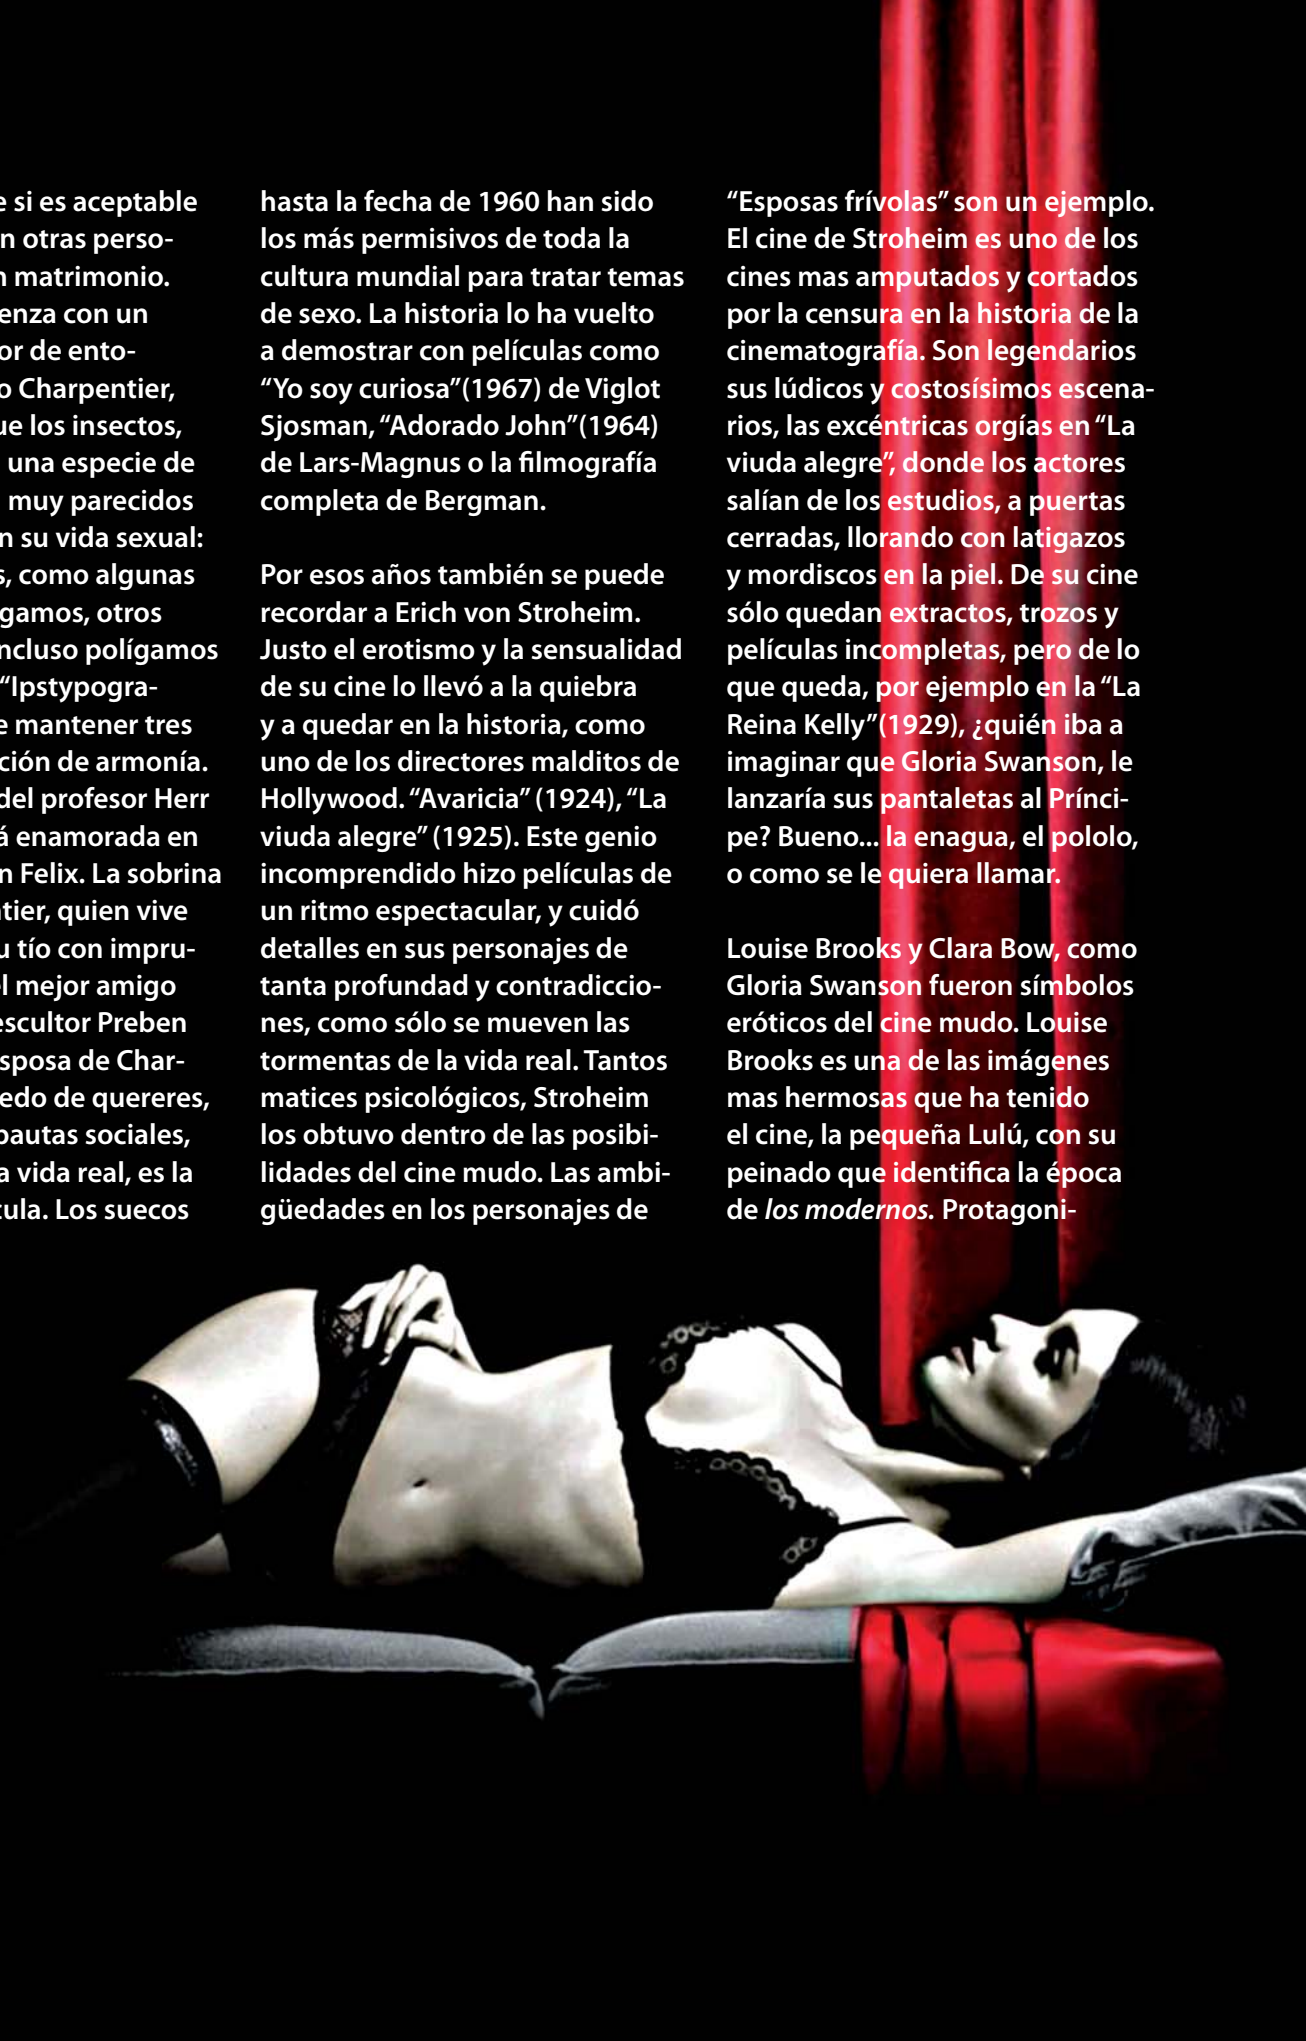 e si es aceptable
n otras perso-
n matrimonio.
enza con un
or de ento-
o Charpentier,
ue los insectos,
una especie de
muy parecidos
n su vida sexual:
s, como algunas
gamos, otros
ncluso polígamos
“Ipstypogra-
e mantener tres
ción de armonía.
del profesor Herr
á enamorada en
n Felix. La sobrina
tier, quien vive
u tío con impru-
el mejor amigo
escultor Preben
sposa de Char-
edo de quereres,
pautas sociales,
a vida real, es la
cula. Los suecos
hasta la fecha de 1960 han sido
los más permisivos de toda la
cultura mundial para tratar temas
de sexo. La historia lo ha vuelto
a demostrar con películas como
“Yo soy curiosa”(1967) de Viglot
Sjosman, “Adorado John”(1964)
de Lars-Magnus o la filmografía
completa de Bergman.
Por esos años también se puede
recordar a Erich von Stroheim.
Justo el erotismo y la sensualidad
de su cine lo llevó a la quiebra
y a quedar en la historia, como
uno de los directores malditos de
Hollywood. “Avaricia” (1924), “La
viuda alegre” (1925). Este genio
incomprendido hizo películas de
un ritmo espectacular, y cuidó
detalles en sus personajes de
tanta profundad y contradiccio-
nes, como sólo se mueven las
tormentas de la vida real. Tantos
matices psicológicos, Stroheim
los obtuvo dentro de las posibi-
lidades del cine mudo. Las ambi-
güedades en los personajes de
“Esposas frívolas” son un ejemplo.
El cine de Stroheim es uno de los
cines mas amputados y cortados
por la censura en la historia de la
cinematografía. Son legendarios
sus lúdicos y costosísimos escena-
rios, las excéntricas orgías en “La
viuda alegre”, donde los actores
salían de los estudios, a puertas
cerradas, llorando con latigazos
y mordiscos en la piel. De su cine
sólo quedan extractos, trozos y
películas incompletas, pero de lo
que queda, por ejemplo en la “La
Reina Kelly”(1929), ¿quién iba a
imaginar que Gloria Swanson, le
lanzaría sus pantaletas al Prínci-
pe? Bueno... la enagua, el pololo,
o como se le quiera llamar.
Louise Brooks y Clara Bow, como
Gloria Swanson fueron símbolos
eróticos del cine mudo. Louise
Brooks es una de las imágenes
mas hermosas que ha tenido
el cine, la pequeña Lulú, con su
peinado que identifica la época
de los modernos. Protagoni-